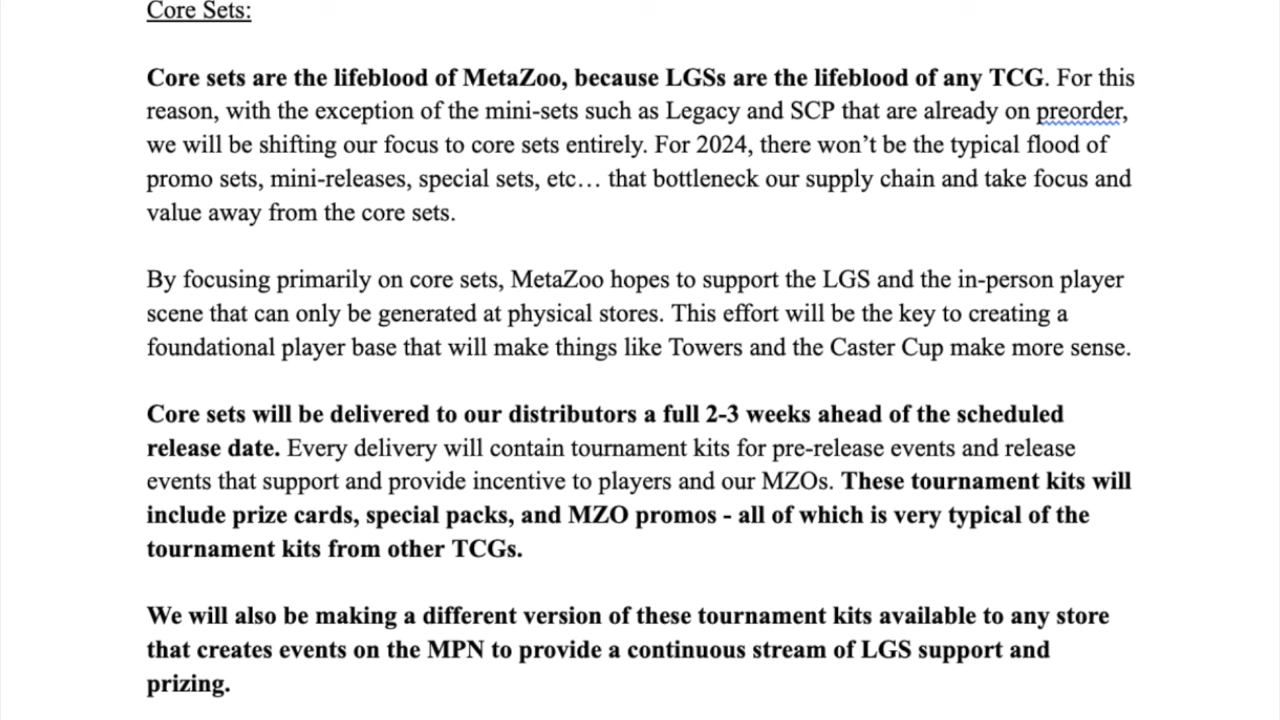 Core Sets:
Core sets are the lifeblood of MetaZoo, because LGSs are the lifeblood of any TCG. For this
reason, with the exception of the mini-sets such as Legacy and SCP that are already on preorder,
we will be shifting our focus to core sets entirely. For 2024, there won’t be the typical flood of
promo sets, mini-releases, special sets, etc… that bottleneck our supply chain and take focus and
value away from the core sets.
By focusing primarily on core sets, MetaZoo hopes to support the LGS and the in-person player
scene that can only be generated at physical stores. This effort will be the key to creating a
foundational player base that will make things like Towers and the Caster Cup make more sense.
Core sets will be delivered to our distributors a full 2-3 weeks ahead of the scheduled
release date. Every delivery will contain tournament kits for pre-release events and release
events that support and provide incentive to players and our MZOs. These tournament kits will
include prize cards, special packs, and MZO promos - all of which is very typical of the
tournament kits from other TCGs.
We will also be making a different version of these tournament kits available to any store
that creates events on the MPN to provide a continuous stream of LGS support and
prizing.